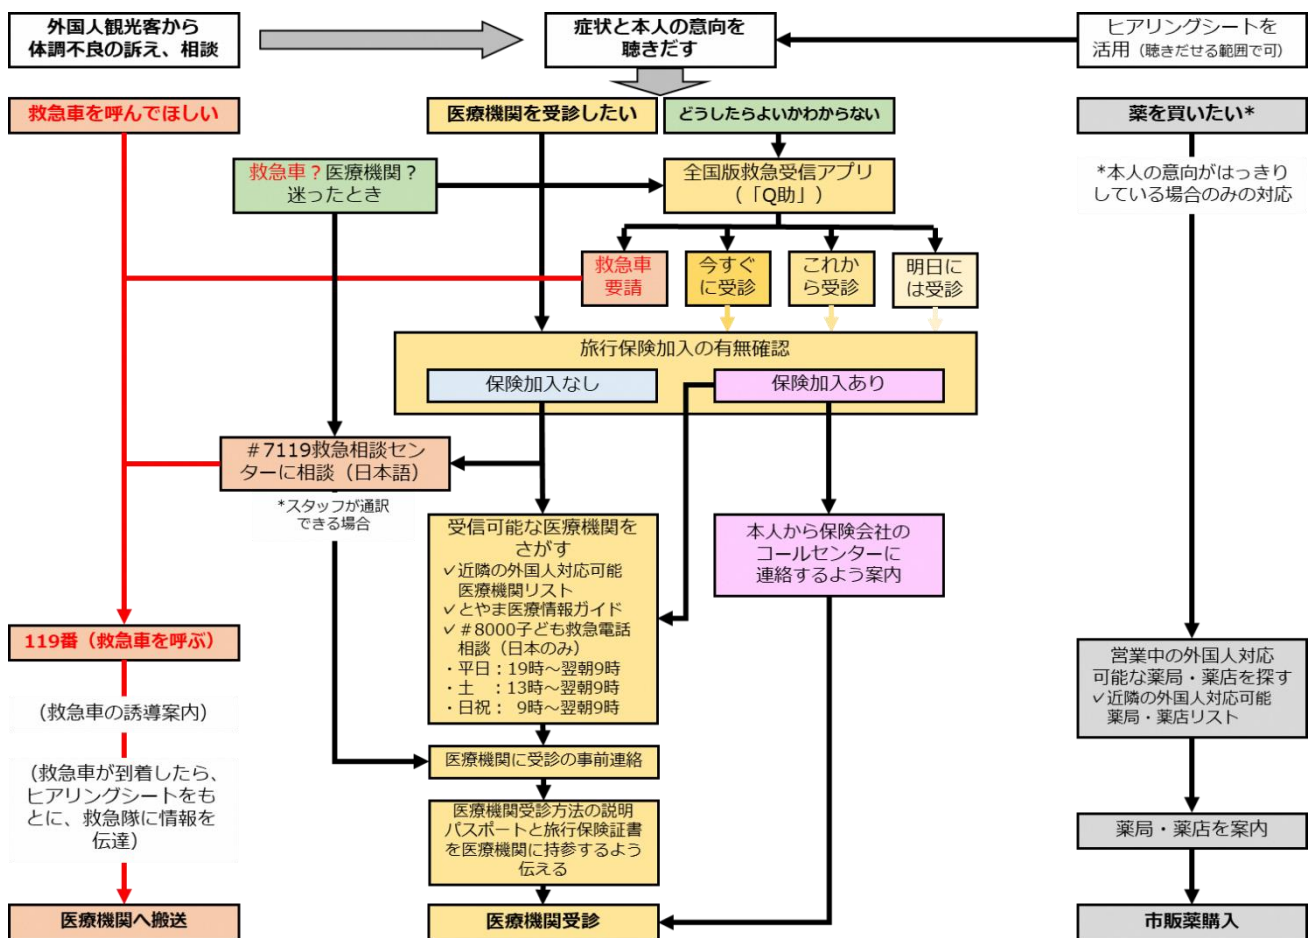 外国人観光客から
体調不良の訴え、相談
症状と本人の意向を
聴きだす
ヒアリングシートを
活用（聴きだせる範囲で可）
救急車を呼んでほしい
医療機関を受診したい
どうしたらよいかわからない
薬を買いたい*
救急車？医療機関？
迷ったとき
全国版救急受信アプリ
（「Q助」）
*本人の意向がはっきり
している場合のみの対応
救急車
要請
今すぐ
に受診
これか
ら受診
明日に
は受診
旅行保険加入の有無確認
保険加入なし
保険加入あり
＃7119救急相談セン
ターに相談（日本語）
*スタッフが通訳
できる場合
受信可能な医療機関を
さがす
✓近隣の外国人対応可能
医療機関リスト
✓とやま医療情報ガイド
✓＃8000子ども救急電話
相談（日本のみ）
・平日：19時～翌朝9時
・土　：13時～翌朝9時
・日祝： 9時～翌朝9時
本人から保険会社の
コールセンターに
連絡するよう案内
119番（救急車を呼ぶ）
（救急車の誘導案内）
（救急車が到着したら、
ヒアリングシートをも
とに、救急隊に情報を
伝達）
営業中の外国人対応
可能な薬局・薬店を探す
✓近隣の外国人対応可能
薬局・薬店リスト
医療機関に受診の事前連絡
医療機関受診方法の説明
パスポートと旅行保険証書
を医療機関に持参するよう
伝える
薬局・薬店を案内
医療機関へ搬送
医療機関受診
市販薬購入